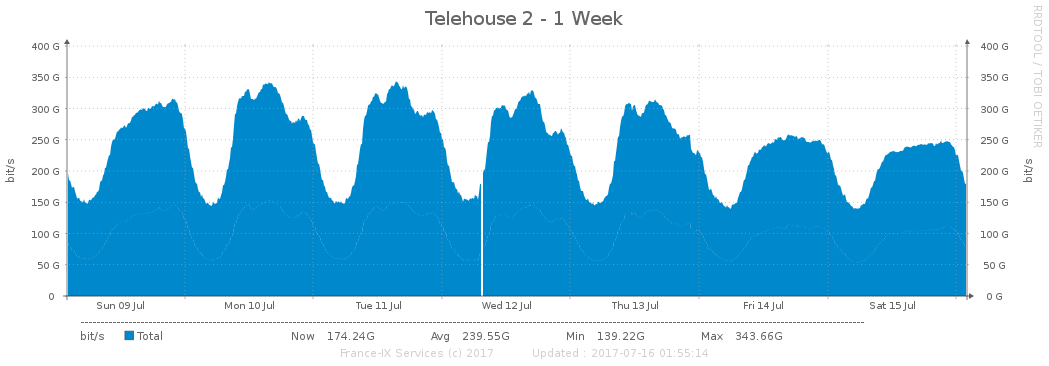 Telehouse 2 - 1 Week
RRDTOOL / TOBI OETIKER
400 G 400 G
350 G 350 G
300 G 300 G
250 G 250 G
200 G 200 G
150 G 150 G
100 G 100 G
50 G 50 G
0 0 G
bit/s
bit/s
Sun 09 Jul Mon 10 Jul Tue 11 Jul Wed 12 Jul Thu 13 Jul Fri 14 Jul Sat 15 Jul
bit/s Total Now 174.24G Avg 239.55G Min 139.22G Max 343.66G
France-IX Services (c) 2017 Updated : 2017-07-16 01:55:14